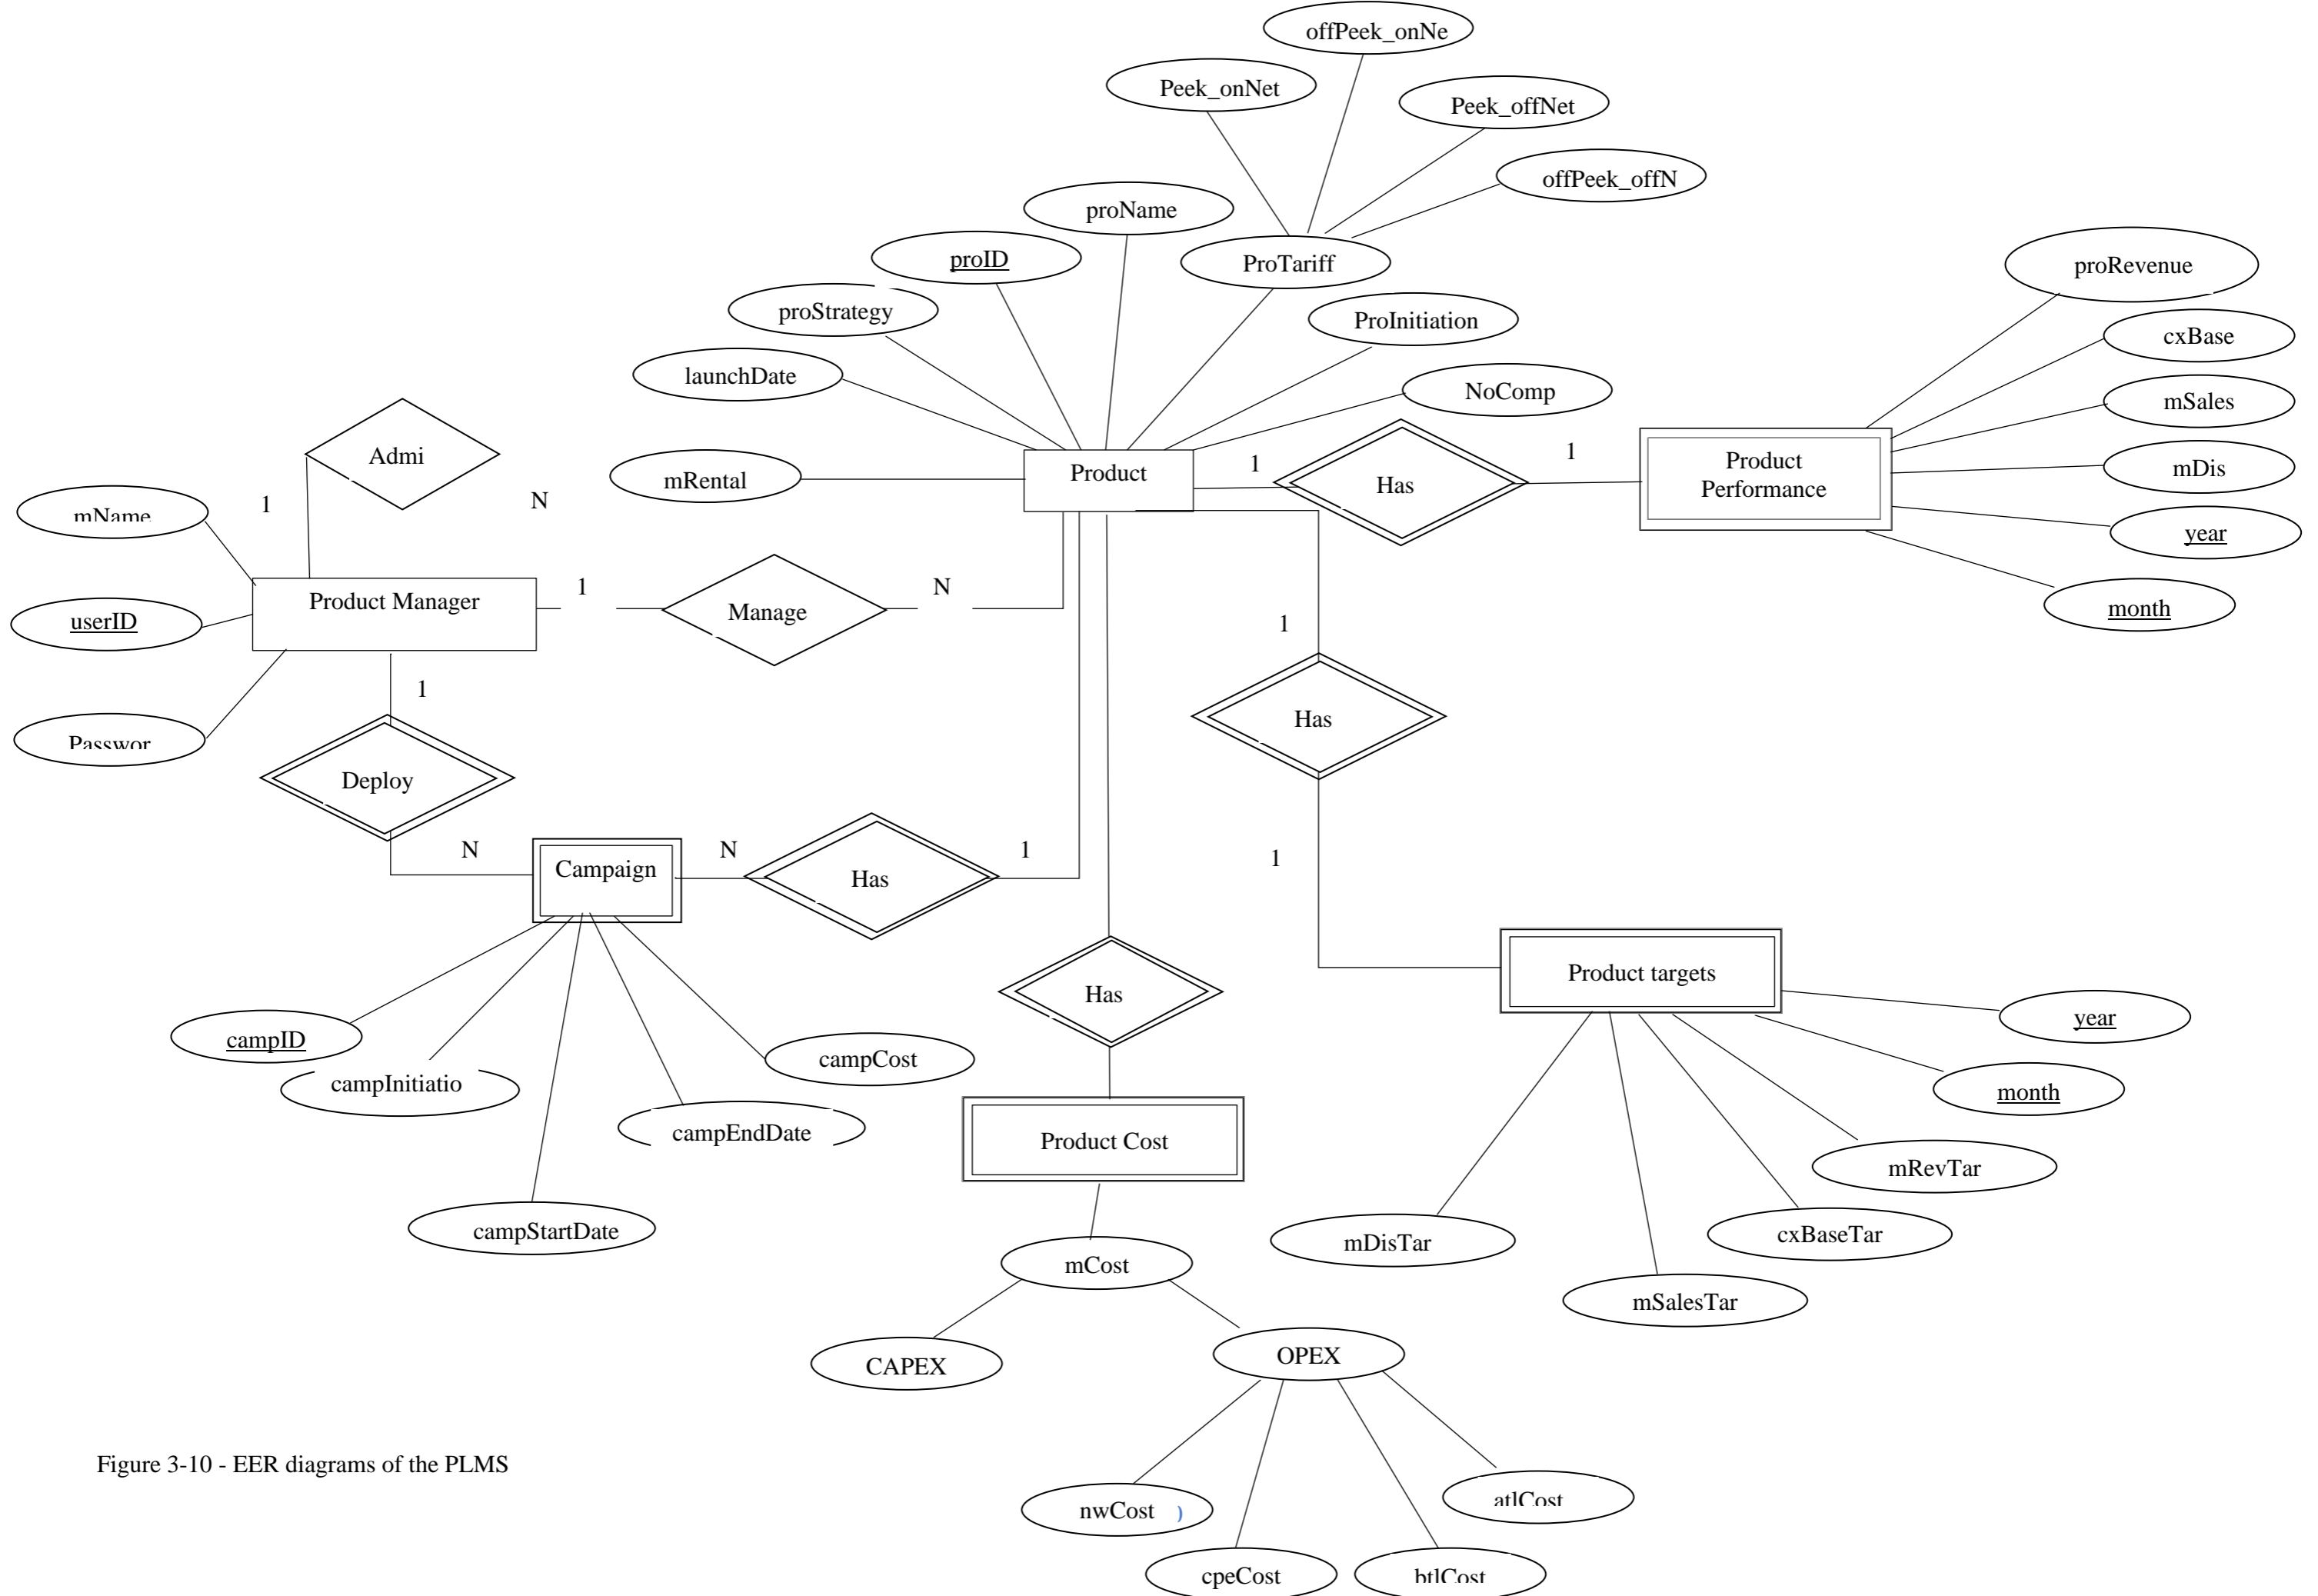 offPeek_onNe
Peek_onNet
Peek_offNet
offPeek_offN
proName
proID
ProTariff
proRevenue
proStrategy
ProInitiation
cxBase
launchDate
NoComp
mSales
Admi
mRental
Product
1
Has
1
Product
Performance
mDis
mName
1
N
year
Product Manager
1
Manage
N
month
userID
1
1
Has
Passwor
Deploy
N
Campaign
N
Has
1
1
Has
Product targets
year
campID
campInitiatio
campCost
month
campEndDate
Product Cost
mRevTar
campStartDate
mCost
mDisTar
cxBaseTar
mSalesTar
CAPEX
OPEX
Figure 3-10 - EER diagrams of the PLMS
nwCost )
atlCost
cpeCost
btlCost